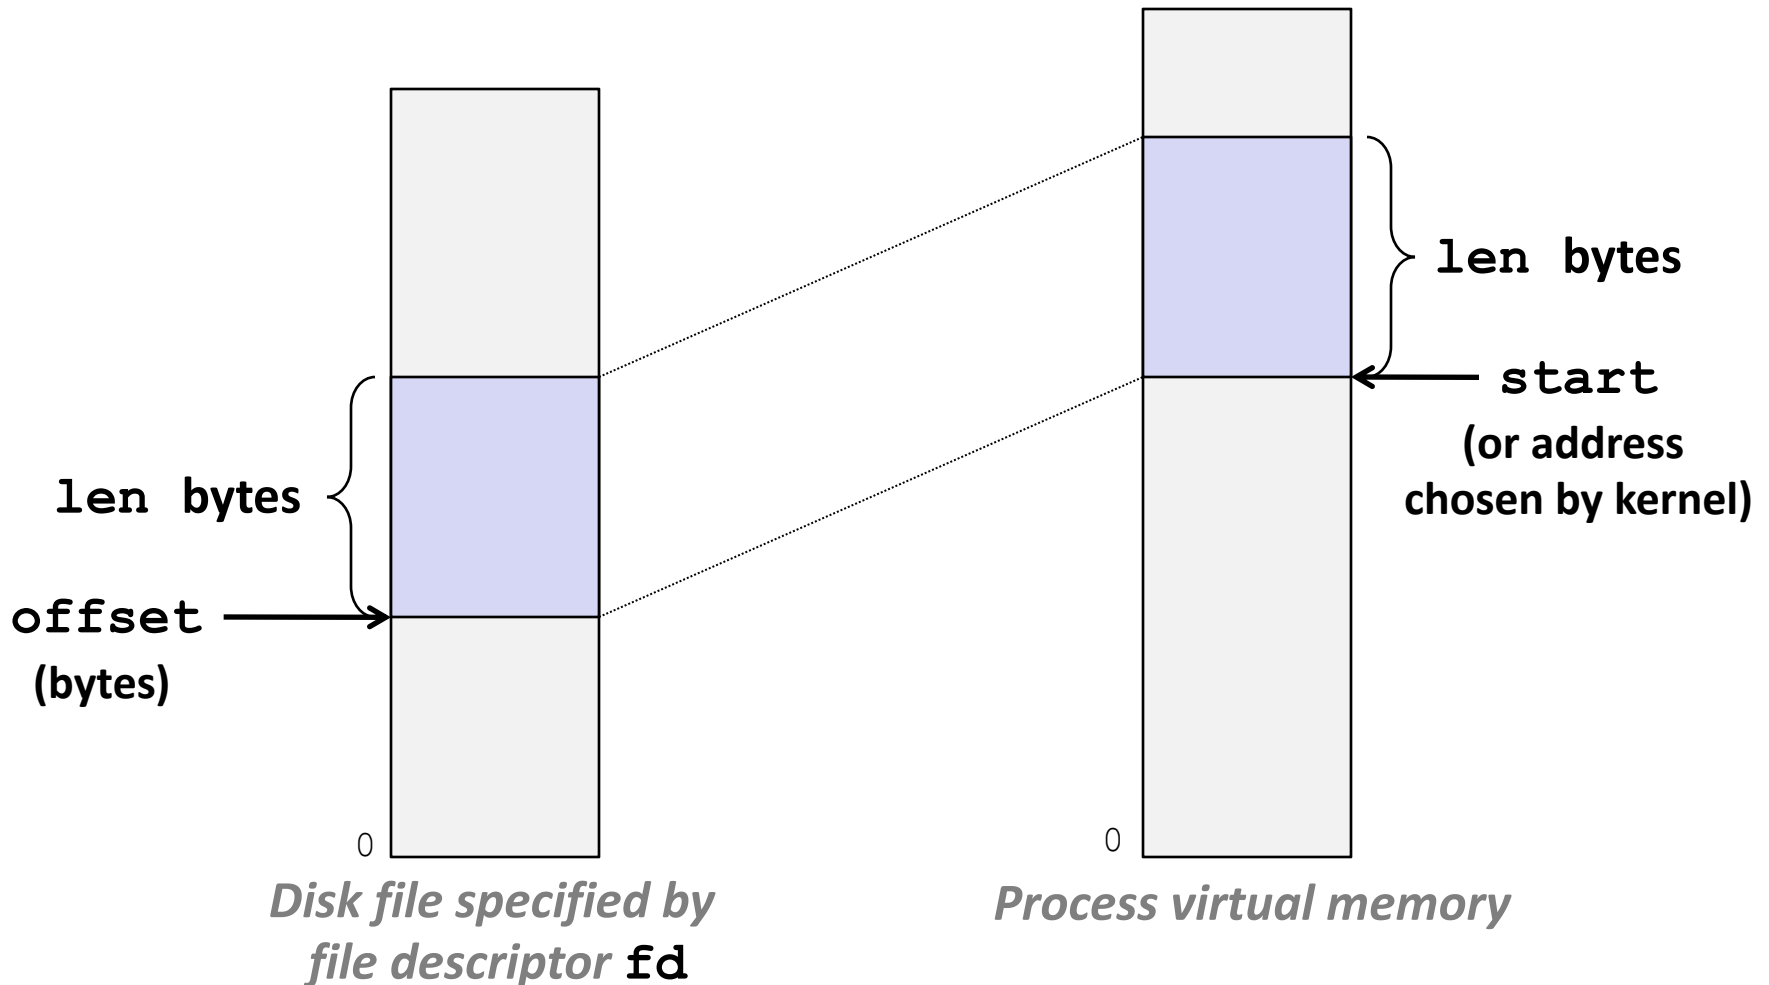 len bytes
start
(or address
chosen by kernel)
len bytes
offset
(bytes)
0
0
Disk file specified by
file descriptor fd
Process virtual memory